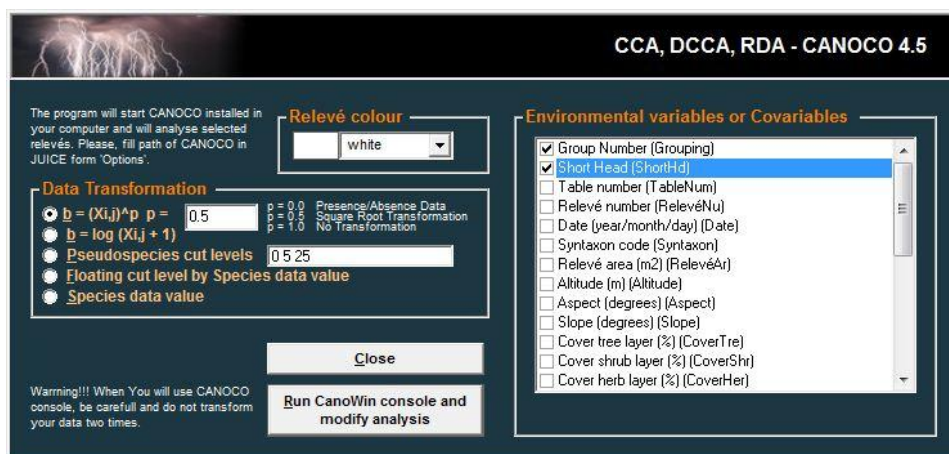 CCA, DCCA, RDA - CANOCO 4.5
The program will start CANOCO installed in
your computer and will analyse selected
relevés. Please, fill path of CANOCO in
JUICE form 'Options'.
Relevé colour
white
Data Transformation
b = (Xi,j)^p p = 0.5
p = 0.0 Presence/Absence Data
p = 0.5 Square Root Transformation
p = 1.0 No Transformation
b = log (Xi,j + 1)
Pseudospecies cut levels 0 5 25
Floating cut level by Species data value
Species data value
Close
Warrning!!! When You will use CANOCO
console, be carefull and do not transform
your data two times.
Run CanoWin console and
modify analysis
Environmental variables or Covariables
Group Number (Grouping)
Short Head (ShortHd)
Table number (TableNum)
Relevé number (RelevéNu)
Date (year/month/day) (Date)
Syntaxon code (Syntaxon)
Relevé area (m2) (RelevéAr)
Altitude (m) (Altitude)
Aspect (degrees) (Aspect)
Slope (degrees) (Slope)
Cover tree layer (%) (CoverTre)
Cover shrub layer (%) (CoverShr)
Cover herb layer (%) (CoverHer)